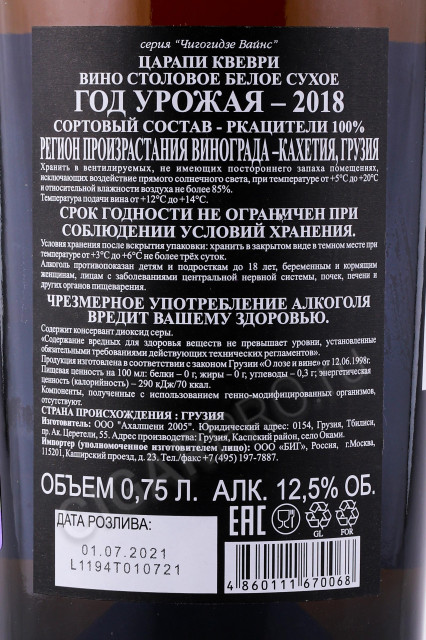 серия "Чигогидзе Вайнс"
ЦАРАПИ КВЕВРИ
ВИНО СТОЛОВОЕ БЕЛОЕ СУХОЕ
ГОД УРОЖАЯ – 2018
СОРТОВЫЙ СОСТАВ - РКАЦИТЕЛИ 100%
РЕГИОН ПРОИЗРАСТАНИЯ ВИНОГРАДА –КАХЕТИЯ, ГРУЗИЯ
Хранить в вентилируемых, не имеющих постороннего запаха помещениях,
исключающих воздействие прямого солнечного света, при температуре от +5°С до +20°С
и относительной влажности воздуха не более 85%.
Температура подачи вина от +12°С до +14°С.
СРОК ГОДНОСТИ НЕ ОГРАНИЧЕН ПРИ
СОБЛЮДЕНИИ УСЛОВИЙ ХРАНЕНИЯ.
Условия хранения после вскрытия упаковки: хранить в закрытом виде в темном месте при
температуре от +3°С до +6°С не более трёх суток.
Алкоголь противопоказан детям и подросткам до 18 лет, беременным и кормящим
женщинам, лицам с заболеваниями центральной нервной системы, почек, печени и
других органов пищеварения.
ЧРЕЗМЕРНОЕ УПОТРЕБЛЕНИЕ АЛКОГОЛЯ
ВРЕДИТ ВАШЕМУ ЗДОРОВЬЮ.
Содержит консервант диоксид серы.
«Содержание вредных для здоровья веществ не превышает уровни, установленные
обязательными требованиями действующих технических регламентов».
Продукция изготовлена в соответствии с законом Грузии «О лозе и вине» от 12.06.1998г.
Пищевая ценность на 100 мл: белки – 0 г, жиры – 0 г, углеводы – 0,3 г; энергетическая
ценность (калорийность) – 290 кДж/70 ккал.
Компоненты, полученные с использованием генно-модифицированных организмов,
отсутствуют.
СТРАНА ПРОИСХОЖДЕНИЯ : ГРУЗИЯ
Изготовитель: ООО "Ахалшени 2005". Юридический адрес: 0154, Грузия, Тбилиси,
пр. Ак. Церетели, 55. Адрес производства: Грузия, Каспский район, село Оками.
Импортер (уполномоченное изготовителем лицо): ООО «БИГ», Россия, г.Москва,
115201, Каширский проезд, д. 23. Тел./факс +7 (495) 197-7887.
ОБЪЕМ 0,75 Л. АЛК. 12,5% ОБ.
ДАТА РОЗЛИВА:
01.07.2021
L1194T010721
EAC
GL
FOR
4 860111 670068